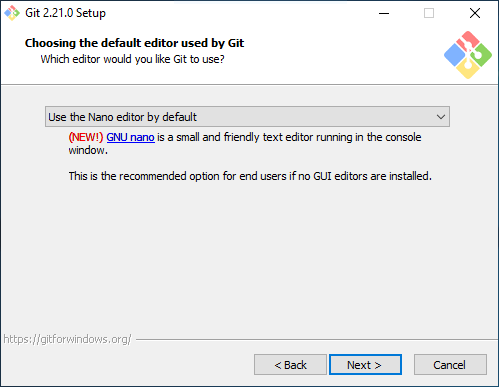 Git 2.21.0 Setup
Choosing the default editor used by Git
Which editor would you like Git to use?
Use the Nano editor by default
(NEW!) GNU nano is a small and friendly text editor running in the console
window.
This is the recommended option for end users if no GUI editors are installed.
https://gitforwindows.org/
< Back
Next >
Cancel